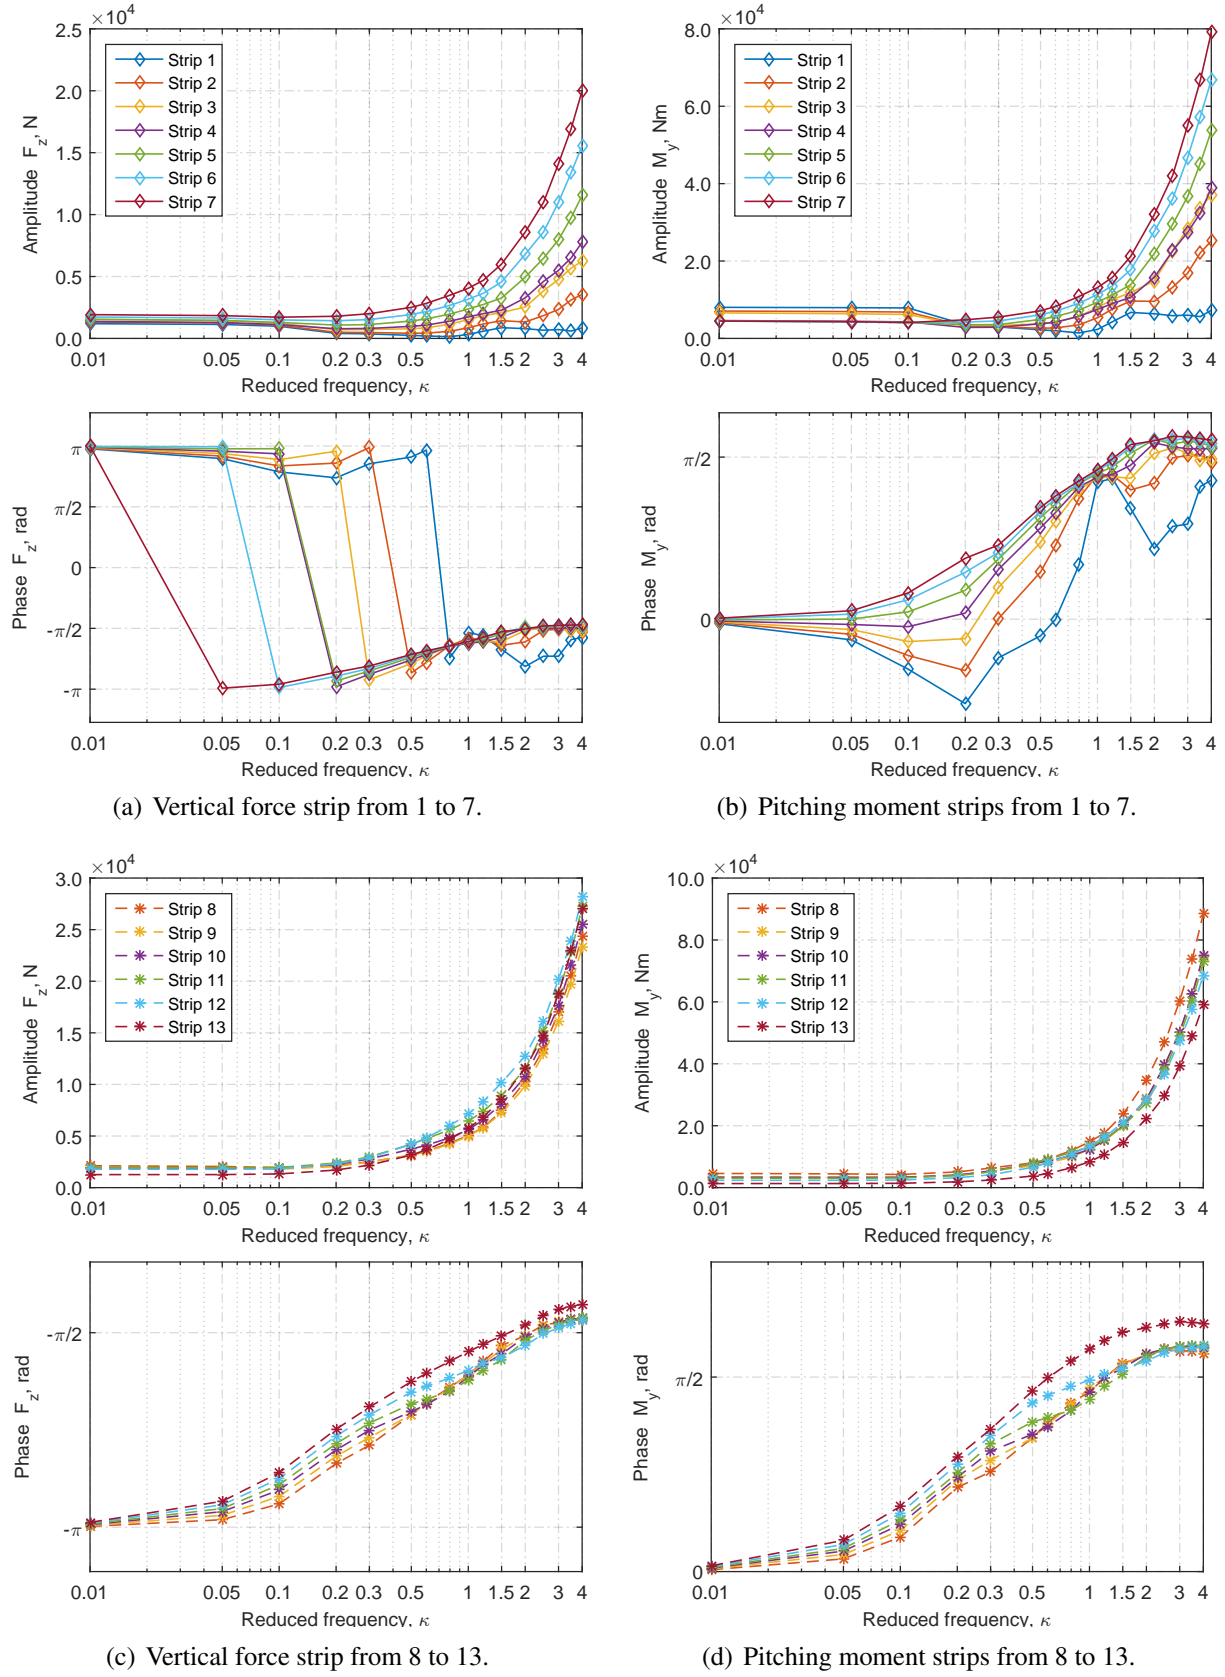 ×10⁴
2.5
2.0
1.5
1.0
0.5
0.0
Amplitude F_z, N
Strip 1
Strip 2
Strip 3
Strip 4
Strip 5
Strip 6
Strip 7
0.01 0.05 0.1 0.2 0.3 0.5 1 1.5 2 3 4
Reduced frequency, κ
π
π/2
0
-π/2
-π
Phase F_z, rad
0.01 0.05 0.1 0.2 0.3 0.5 1 1.5 2 3 4
Reduced frequency, κ
(a) Vertical force strip from 1 to 7.
×10⁴
8.0
6.0
4.0
2.0
0.0
Amplitude M_y, Nm
Strip 1
Strip 2
Strip 3
Strip 4
Strip 5
Strip 6
Strip 7
0.01 0.05 0.1 0.2 0.3 0.5 1 1.5 2 3 4
Reduced frequency, κ
π/2
0
Phase M_y, rad
0.01 0.05 0.1 0.2 0.3 0.5 1 1.5 2 3 4
Reduced frequency, κ
(b) Pitching moment strips from 1 to 7.
×10⁴
3.0
2.5
2.0
1.5
1.0
0.5
0.0
Amplitude F_z, N
Strip 8
Strip 9
Strip 10
Strip 11
Strip 12
Strip 13
0.01 0.05 0.1 0.2 0.3 0.5 1 1.5 2 3 4
Reduced frequency, κ
-π/2
-π
Phase F_z, rad
0.01 0.05 0.1 0.2 0.3 0.5 1 1.5 2 3 4
Reduced frequency, κ
(c) Vertical force strip from 8 to 13.
×10⁴
10.0
8.0
6.0
4.0
2.0
0.0
Amplitude M_y, Nm
Strip 8
Strip 9
Strip 10
Strip 11
Strip 12
Strip 13
0.01 0.05 0.1 0.2 0.3 0.5 1 1.5 2 3 4
Reduced frequency, κ
π/2
0
Phase M_y, rad
0.01 0.05 0.1 0.2 0.3 0.5 1 1.5 2 3 4
Reduced frequency, κ
(d) Pitching moment strips from 8 to 13.